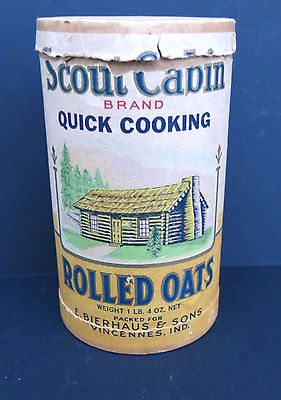 Scout Cabin
BRAND
QUICK COOKING
ROLLED OATS
WEIGHT 1 LB. 4 OZ. NET
PACKED FOR
E. BIERHAUS & SONS
VINCENNES, IND.